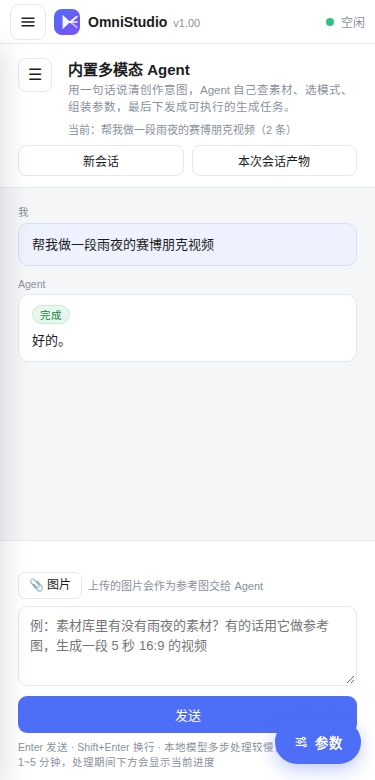 OmniStudio v1.00
空闲
内置多模态 Agent
用一句话说清创作意图，Agent 自己查素材、选模式、
组装参数，最后下发成可执行的生成任务。
当前：帮我做一段雨夜的赛博朋克视频（2 条）
新会话
本次会话产物
我
帮我做一段雨夜的赛博朋克视频
Agent
完成
好的。
图片
上传的图片会作为参考图交给 Agent
例：素材库里有没有雨夜的素材？有的话用它做参考
图，生成一段 5 秒 16:9 的视频
发送
Enter 发送 · Shift+Enter 换行 · 本地模型多步处理较慢
1~5 分钟，处理期间下方会显示当前进度
参数